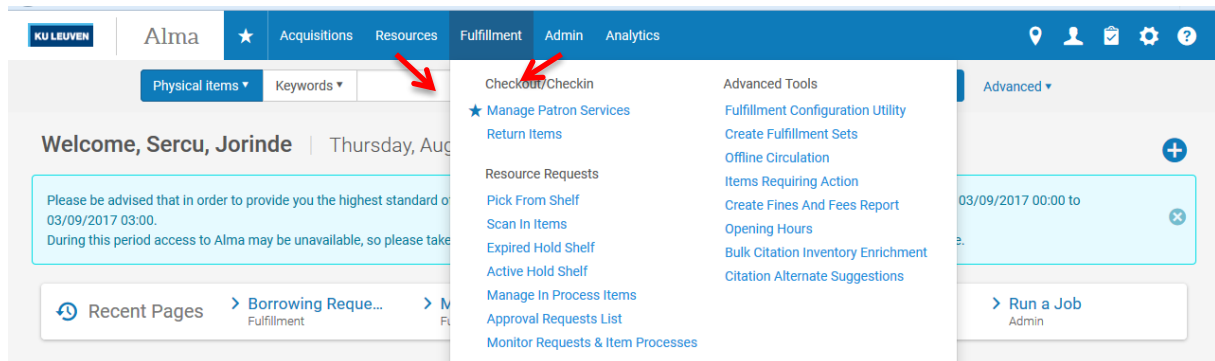 KU LEUVEN Alma Acquisitions Resources Fulfillment Admin Analytics
Physical items Keywords Advanced
Welcome, Sercu, Jorinde Thursday, Aug
Please be advised that in order to provide you the highest standard o 03/09/2017 00:00 to
03/09/2017 03:00.
During this period access to Alma may be unavailable, so please take e.
Recent Pages
Borrowing Reque...
Fulfillment
M
Fu
Run a Job
Admin
Checkout/Checkin
Manage Patron Services
Return Items
Resource Requests
Pick From Shelf
Scan In Items
Expired Hold Shelf
Active Hold Shelf
Manage In Process Items
Approval Requests List
Monitor Requests & Item Processes
Advanced Tools
Fulfillment Configuration Utility
Create Fulfillment Sets
Offline Circulation
Items Requiring Action
Create Fines And Fees Report
Opening Hours
Bulk Citation Inventory Enrichment
Citation Alternate Suggestions